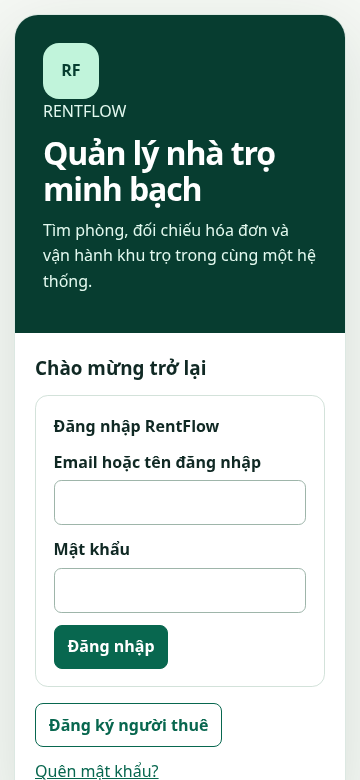 RF
RENTFLOW
Quản lý nhà trọ
minh bạch
Tìm phòng, đối chiếu hóa đơn và
vận hành khu trọ trong cùng một hệ
thống.
Chào mừng trở lại
Đăng nhập RentFlow
Email hoặc tên đăng nhập
Mật khẩu
Đăng nhập
Đăng ký người thuê
Quên mật khẩu?